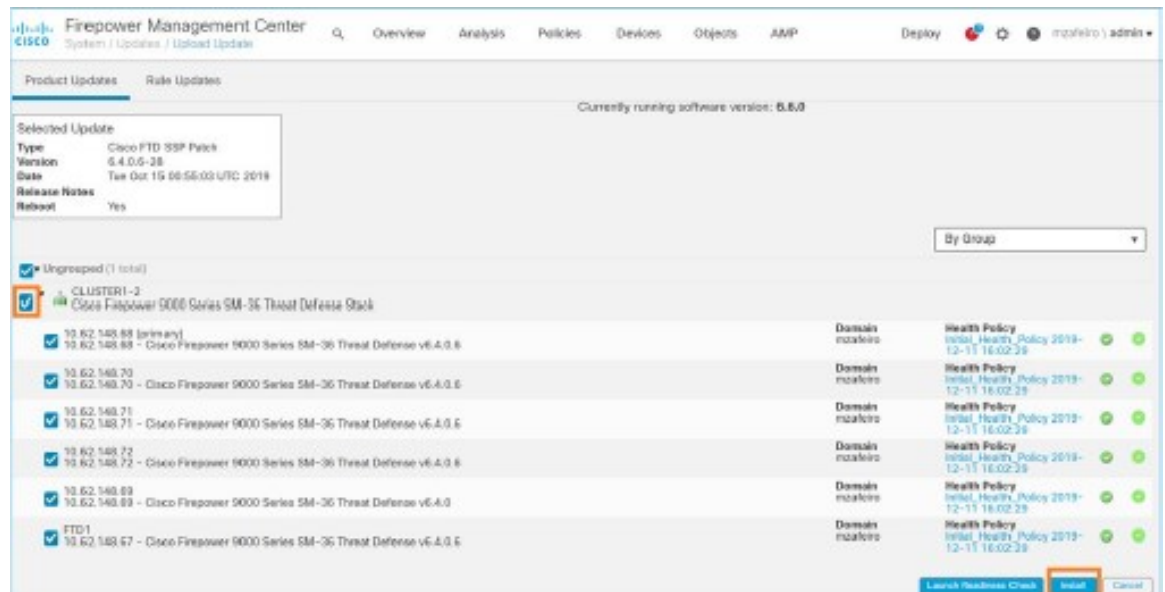 Firepower Management Center
CISCO
System / Updates / Upload Update
Overview Analysis Policies Devices Objects AMP
Deploy
mzafeiro \ admin
Product Updates Rule Updates
Currently running software version: 6.6.0
Selected Update
Type Cisco FTD SSP Patch
Version 6.4.0.6-28
Date Tue Oct 15 08:55:03 UTC 2019
Release Notes
Reboot Yes
By Group
Ungrouped (1 total)
CLUSTER1-2
Cisco Firepower 9000 Series SM-36 Threat Defense Stack
10.62.148.68 (primary)
10.62.148.68 - Cisco Firepower 9000 Series SM-36 Threat Defense v6.4.0.6
Domain
mzafeiro
Health Policy
Initial_Health_Policy 2019-
12-11 16:02:29
10.62.148.70
10.62.148.70 - Cisco Firepower 9000 Series SM-36 Threat Defense v6.4.0.6
Domain
mzafeiro
Health Policy
Initial_Health_Policy 2019-
12-11 16:02:29
10.62.148.71
10.62.148.71 - Cisco Firepower 9000 Series SM-36 Threat Defense v6.4.0.6
Domain
mzafeiro
Health Policy
Initial_Health_Policy 2019-
12-11 16:02:29
10.62.148.72
10.62.148.72 - Cisco Firepower 9000 Series SM-36 Threat Defense v6.4.0.6
Domain
mzafeiro
Health Policy
Initial_Health_Policy 2019-
12-11 16:02:29
10.62.148.69
10.62.148.69 - Cisco Firepower 9000 Series SM-36 Threat Defense v6.4.0
Domain
mzafeiro
Health Policy
Initial_Health_Policy 2019-
12-11 16:02:29
FTD1
10.62.148.67 - Cisco Firepower 9000 Series SM-36 Threat Defense v6.4.0.6
Domain
mzafeiro
Health Policy
Initial_Health_Policy 2019-
12-11 16:02:29
Launch Readiness Check Install Cancel